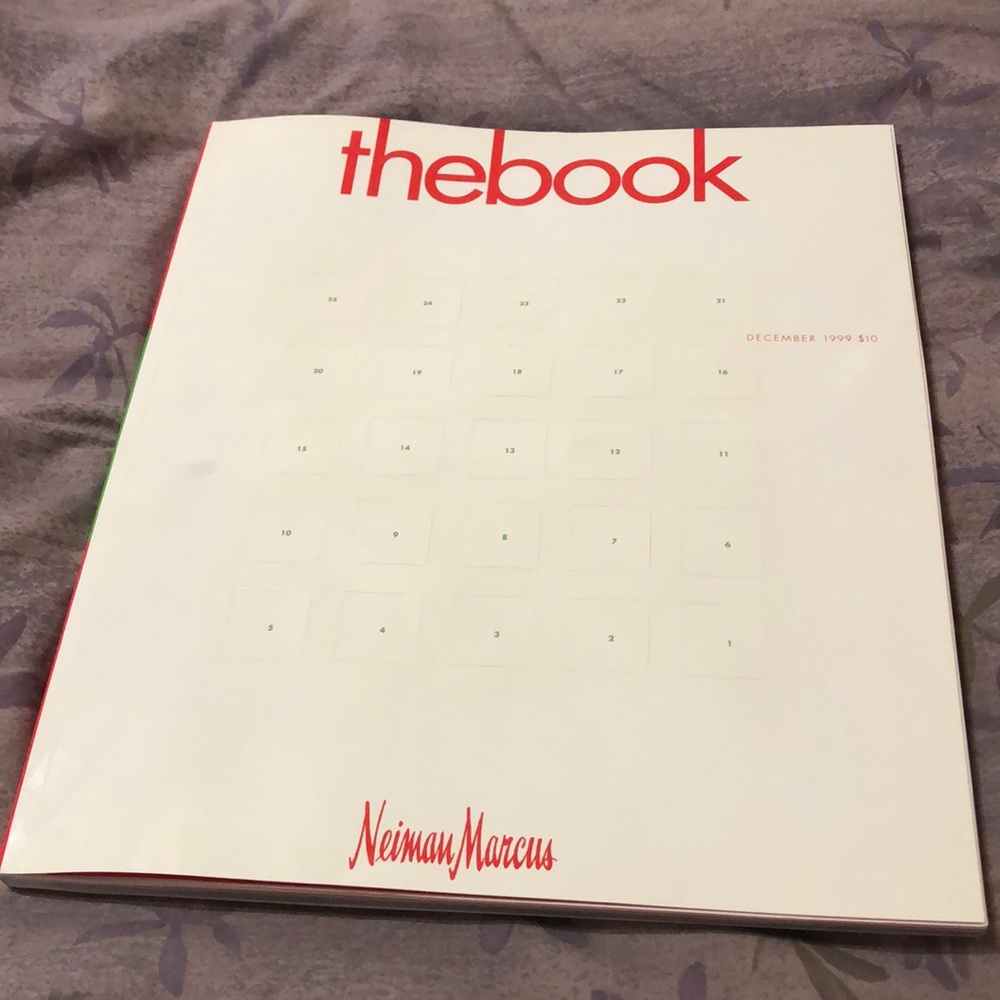 thebook
25 24 23 22 21
DECEMBER 1999 $10
20 19 18 17 16
15 14 13 12 11
10 9 8 7 6
5 4 3 2 1
Neiman Marcus